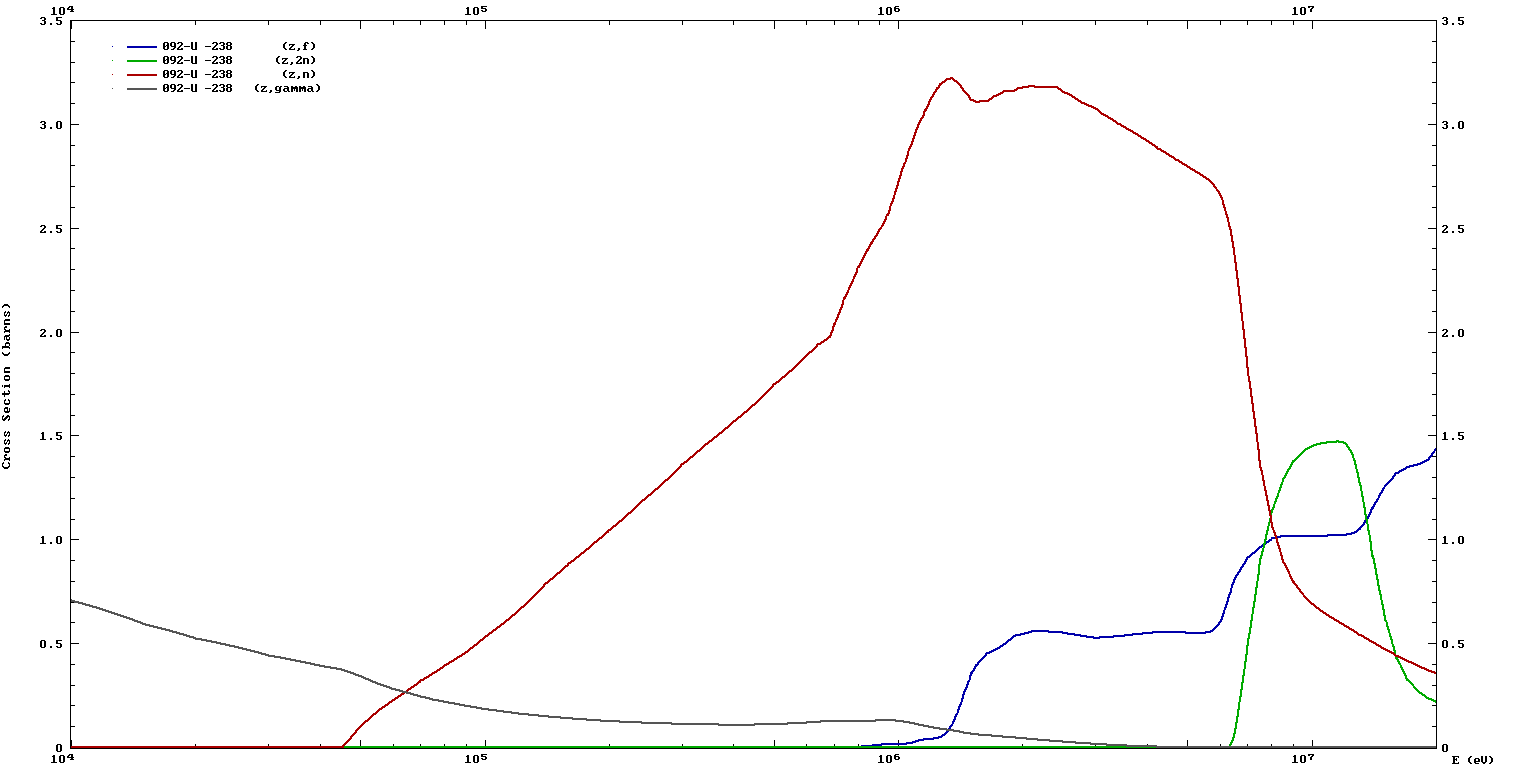 10⁴ 10⁵ 10⁶ 10⁷
3.5 3.5
092-U -238 (z,f)
092-U -238 (z,2n)
092-U -238 (z,n)
092-U -238 (z,gamma)
3.0 3.0
2.5 2.5
2.0 2.0
Cross Section (barns)
1.5 1.5
1.0 1.0
0.5 0.5
0 0
10⁴ 10⁵ 10⁶ 10⁷ E (eV)